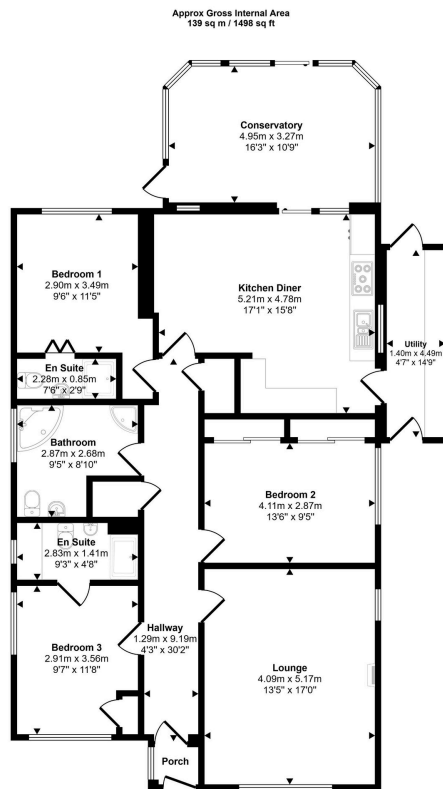 Approx Gross Internal Area
139 sq m / 1498 sq ft
Conservatory
4.95m x 3.27m
16'3" x 10'9"
Bedroom 1
2.90m x 3.49m
9'6" x 11'5"
Kitchen Diner
5.21m x 4.78m
17'1" x 15'8"
Utility
1.40m x 4.49m
4'7" x 14'9"
En Suite
2.28m x 0.85m
7'6" x 2'9"
Bathroom
2.87m x 2.68m
9'5" x 8'10"
Bedroom 2
4.11m x 2.87m
13'6" x 9'5"
En Suite
2.83m x 1.41m
9'3" x 4'8"
Hallway
1.29m x 9.19m
4'3" x 30'2"
Bedroom 3
2.91m x 3.56m
9'7" x 11'8"
Lounge
4.09m x 5.17m
13'5" x 17'0"
Porch